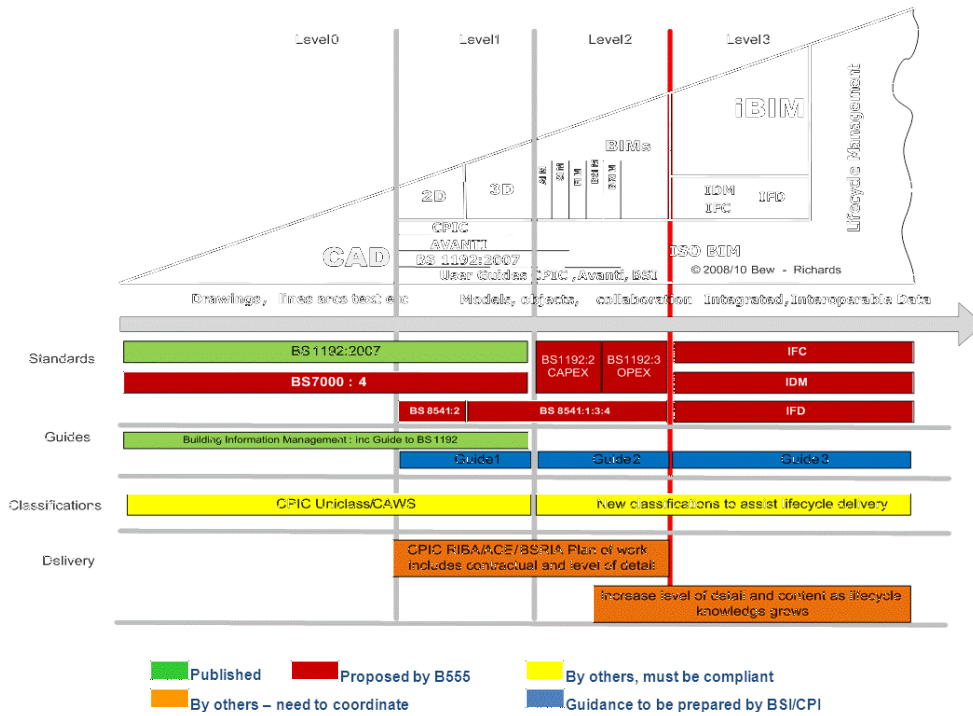 Level0 Level1 Level2 Level3
iBIM
Lifecycle Management
BIMs
2D 3D
AIM SIM FIM BSIM BRIM
IDM IFD
IFC
CPIC
AVANTI
CAD BS 1192:2007 ISO BIM
User Guides CPIC ,Avanti, BSI
© 2008/10 Bew - Richards
Drawings, lines arcs text etc Models, objects, collaboration Integrated, Interoperable Data
Standards
BS1192:2007
BS7000 : 4
BS1192:2 CAPEX
BS1192:3 OPEX
IFC
IDM
BS 8541:2 BS 8541:1:3:4 IFD
Guides
Building Information Management : inc Guide to BS 1192
Guide1 Guide2 Guide3
Classifications
CPIC Uniclass/CAWS New classifications to assist lifecycle delivery
Delivery
CPIC RIBA/ACE/BSRIA Plan of work
includes contractual and level of detail
Increase level of detail and content as lifecycle
knowledge grows
Published Proposed by B555 By others, must be compliant
By others – need to coordinate Guidance to be prepared by BSI/CPI